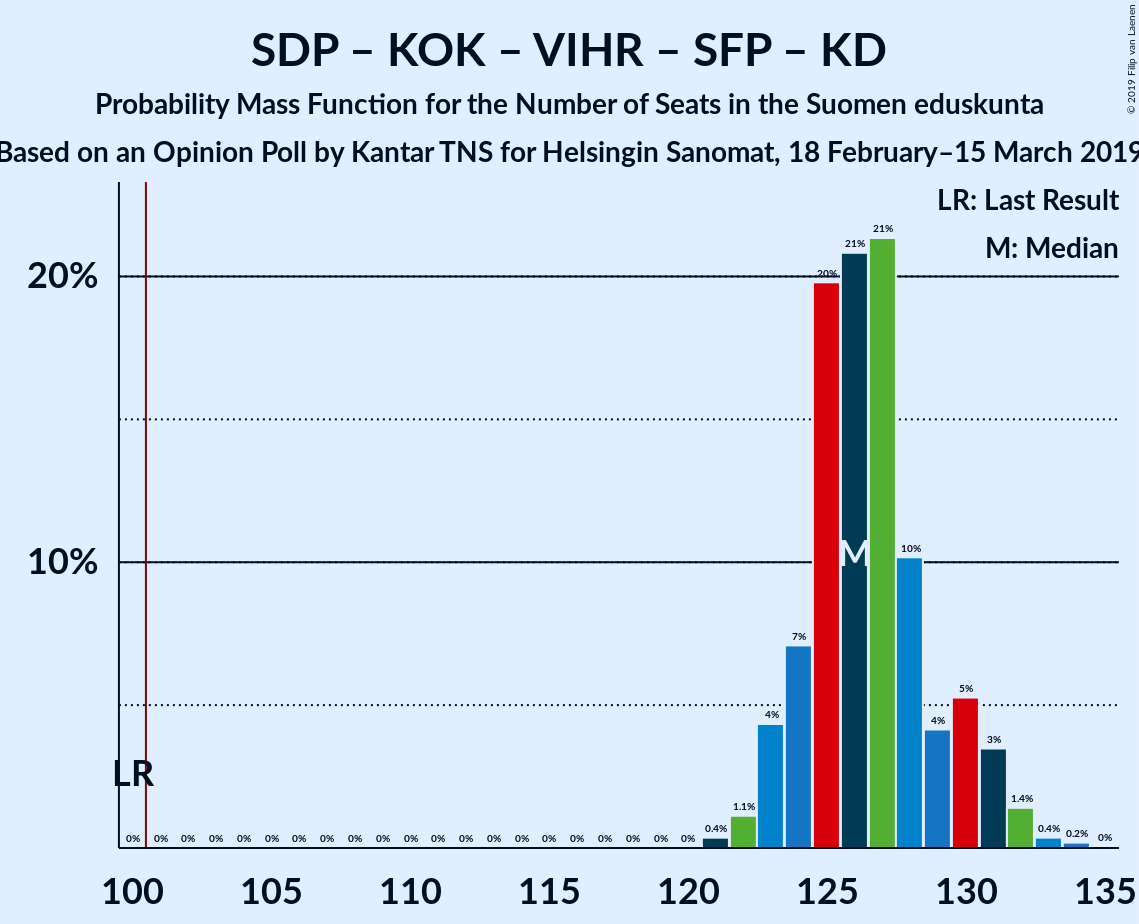 SDP – KOK – VIHR – SFP – KD
Probability Mass Function for the Number of Seats in the Suomen eduskunta
Based on an Opinion Poll by Kantar TNS for Helsingin Sanomat, 18 February–15 March 2019
© 2019 Filip van Laenen
LR: Last Result
M: Median
20%
10%
LR
M
0% 0% 0% 0% 0% 0% 0% 0% 0% 0% 0% 0% 0% 0% 0% 0% 0% 0% 0% 0% 0% 0.4% 1.1% 4% 7% 20% 21% 21% 10% 4% 5% 3% 1.4% 0.4% 0.2% 0%
100 105 110 115 120 125 130 135